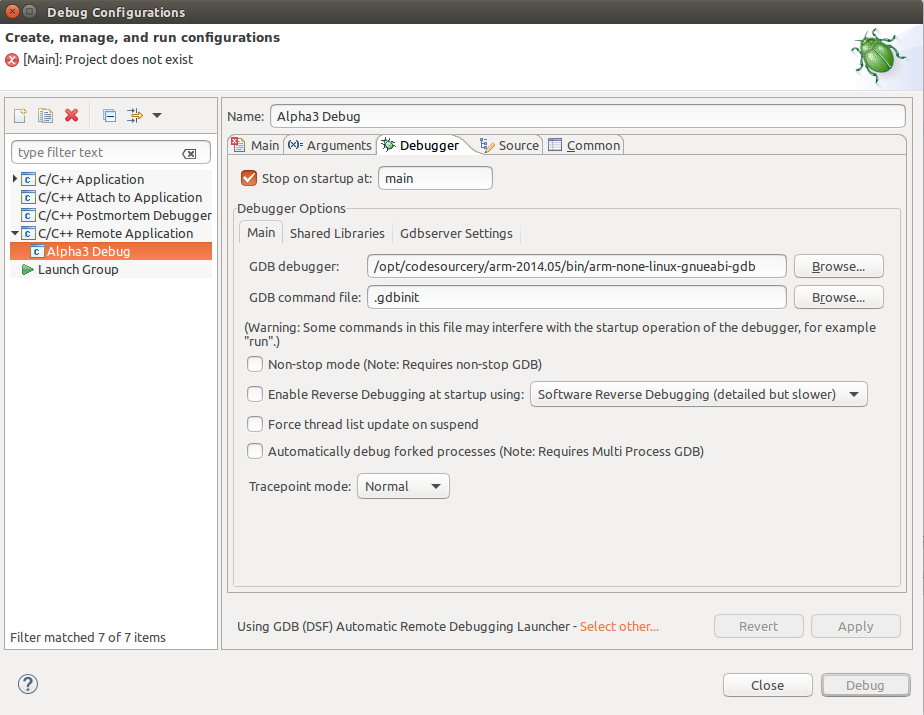 Debug Configurations
Create, manage, and run configurations
[Main]: Project does not exist
type filter text
C/C++ Application
C/C++ Attach to Application
C/C++ Postmortem Debugger
C/C++ Remote Application
Alpha3 Debug
Launch Group
Filter matched 7 of 7 items
Name: Alpha3 Debug
Main (x)= Arguments Debugger Source Common
Stop on startup at: main
Debugger Options
Main Shared Libraries Gdbserver Settings
GDB debugger: /opt/codesourcery/arm-2014.05/bin/arm-none-linux-gnueabi-gdb Browse...
GDB command file: .gdbinit Browse...
(Warning: Some commands in this file may interfere with the startup operation of the debugger, for example
"run".)
Non-stop mode (Note: Requires non-stop GDB)
Enable Reverse Debugging at startup using: Software Reverse Debugging (detailed but slower)
Force thread list update on suspend
Automatically debug forked processes (Note: Requires Multi Process GDB)
Tracepoint mode: Normal
Using GDB (DSF) Automatic Remote Debugging Launcher - Select other... Revert Apply
? Close Debug